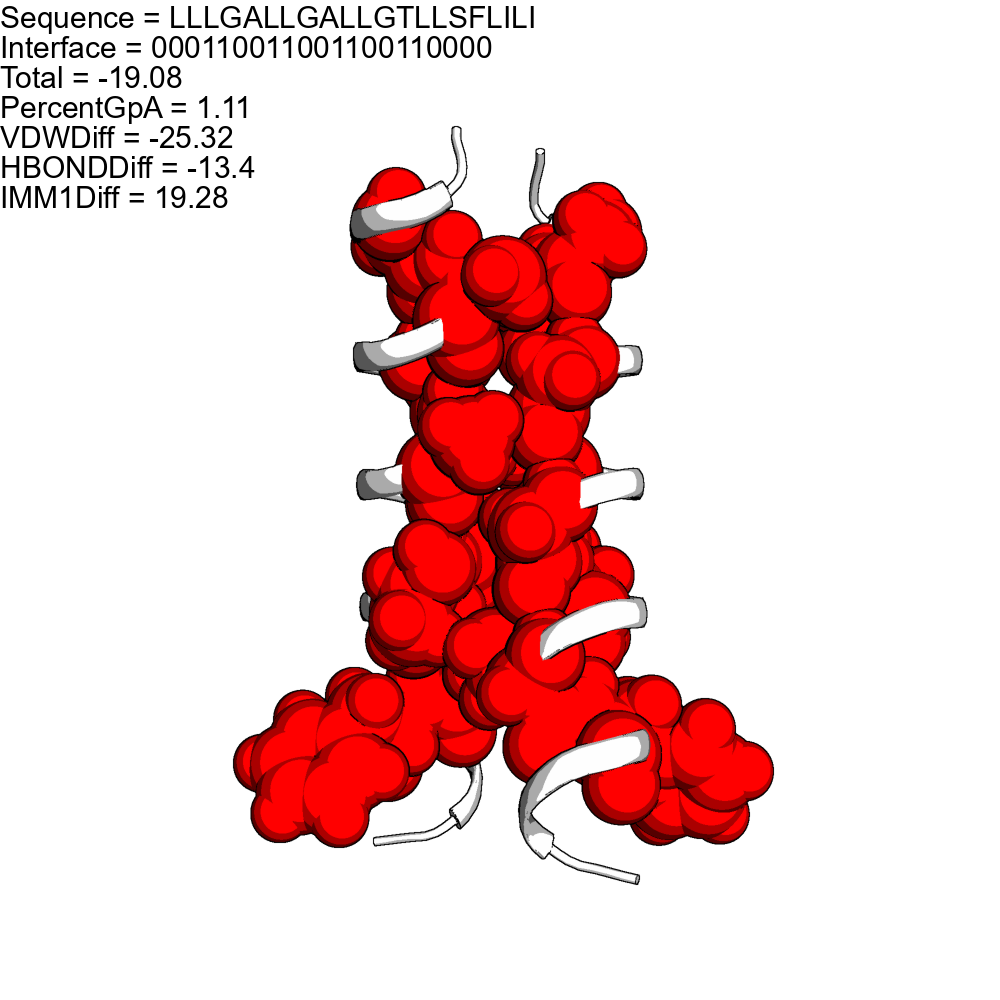 Sequence = LLLGALLGALLGTLLSFLILI
Interface = 000110011001100110000
Total = -19.08
PercentGpA = 1.11
VDWDiff = -25.32
HBONDDiff = -13.4
IMM1Diff = 19.28